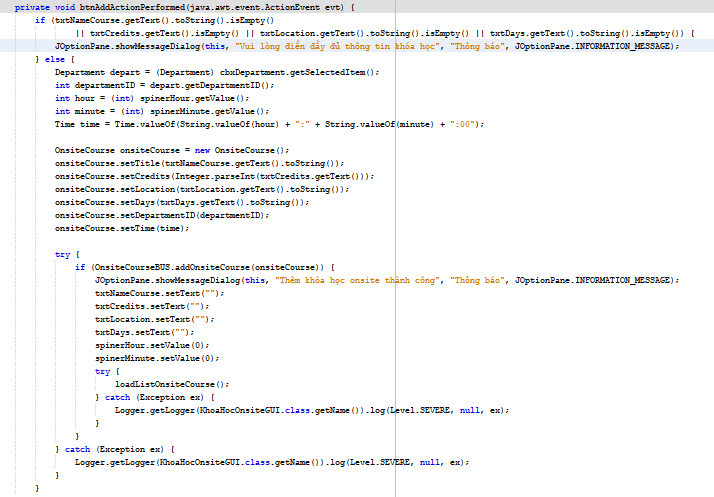 private void btnAddActionPerformed(java.awt.event.ActionEvent evt) {
if (txtNameCourse.getText().toString().isEmpty()
|| txtCredits.getText().isEmpty() || txtLocation.getText().toString().isEmpty() || txtDays.getText().toString().isEmpty()) {
JOptionPane.showMessageDialog(this, "Vui lòng điền đầy đủ thông tin khóa học", "Thông báo", JOptionPane.INFORMATION_MESSAGE);
} else {
Department depart = (Department) cbxDepartment.getSelectedItem();
int departmentID = depart.getDepartmentID();
int hour = (int) spinerHour.getValue();
int minute = (int) spinerMinute.getValue();
Time time = Time.valueOf(String.valueOf(hour) + ":" + String.valueOf(minute) + ":00");
OnsiteCourse onsiteCourse = new OnsiteCourse();
onsiteCourse.setTitle(txtNameCourse.getText().toString());
onsiteCourse.setCredits(Integer.parseInt(txtCredits.getText()));
onsiteCourse.setLocation(txtLocation.getText().toString());
onsiteCourse.setDays(txtDays.getText().toString());
onsiteCourse.setDepartmentID(departmentID);
onsiteCourse.setTime(time);
try {
if (OnsiteCourseBUS.addOnsiteCourse(onsiteCourse)) {
JOptionPane.showMessageDialog(this, "Thêm khóa học onsite thành công", "Thông báo", JOptionPane.INFORMATION_MESSAGE);
txtNameCourse.setText("");
txtCredits.setText("");
txtLocation.setText("");
txtDays.setText("");
spinerHour.setValue(0);
spinerMinute.setValue(0);
try {
loadListOnsiteCourse();
} catch (Exception ex) {
Logger.getLogger(KhoaHocOnsiteGUI.class.getName()).log(Level.SEVERE, null, ex);
}
}
} catch (Exception ex) {
Logger.getLogger(KhoaHocOnsiteGUI.class.getName()).log(Level.SEVERE, null, ex);
}
}